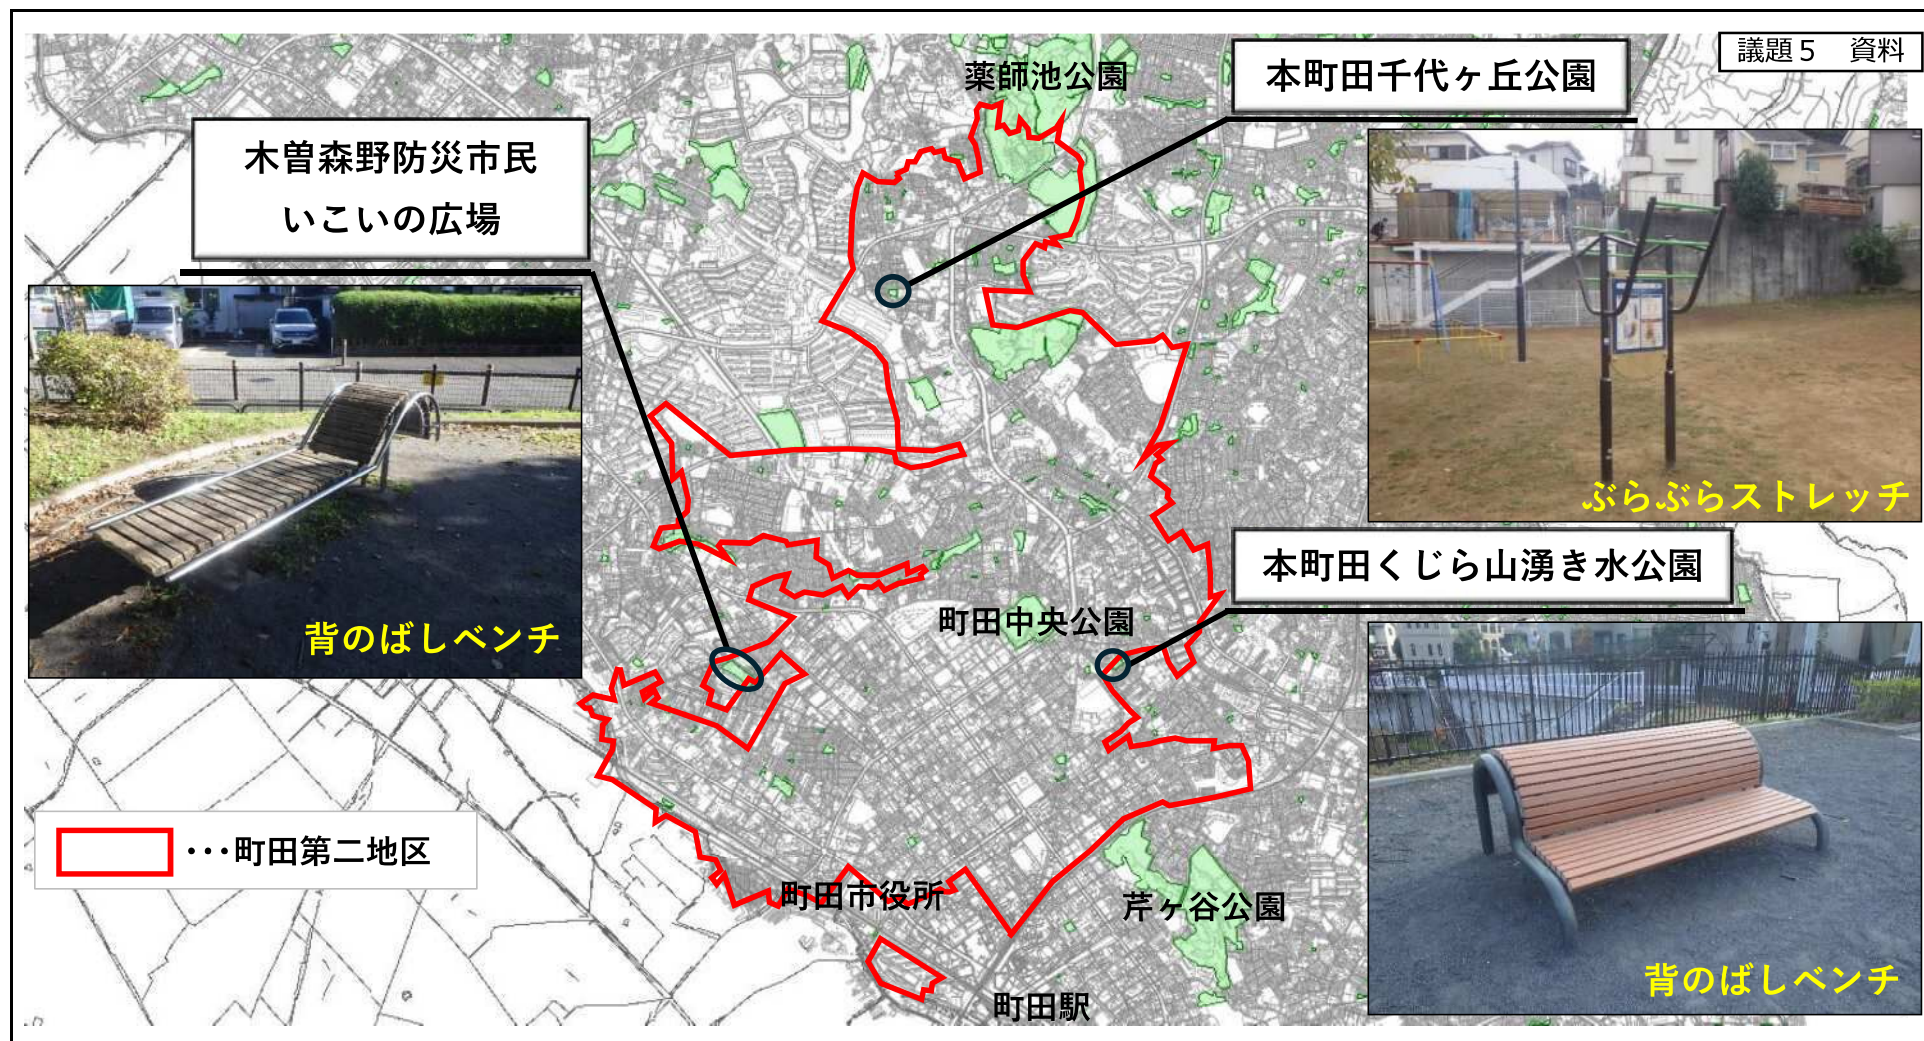 議題５　資料
薬師池公園
本町田千代ヶ丘公園
木曽森野防災市民
いこいの広場
ぶらぶらストレッチ
背のばしベンチ
本町田くじら山湧き水公園
町田中央公園
背のばしベンチ
･･･町田第二地区
町田市役所
芹ヶ谷公園
町田駅